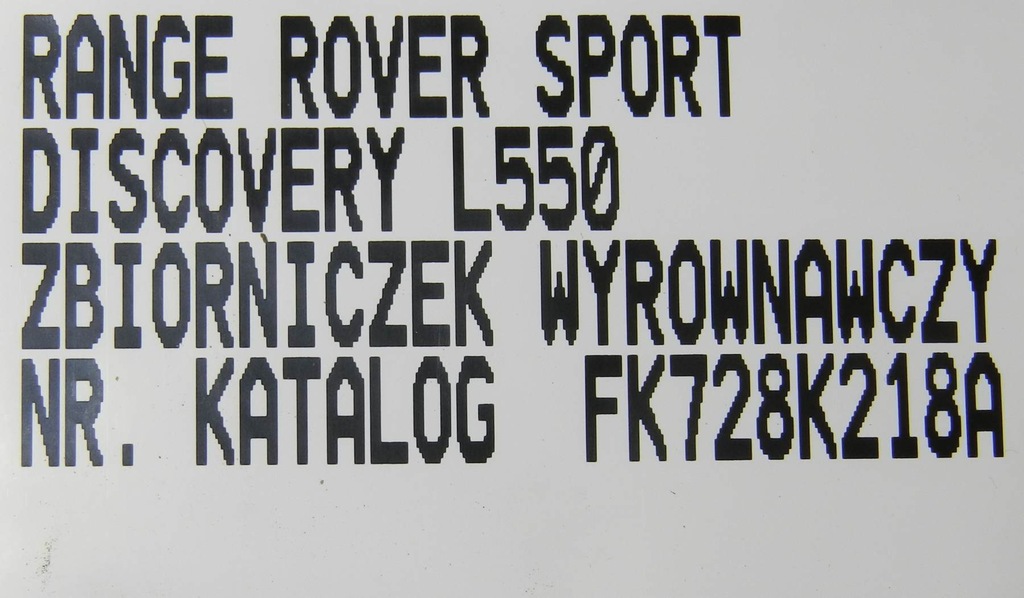 RANGE ROVER SPORT
DISCOVERY L550
ZBIORNICZEK WYROWNAWCZY
NR. KATALOG FK728K218A